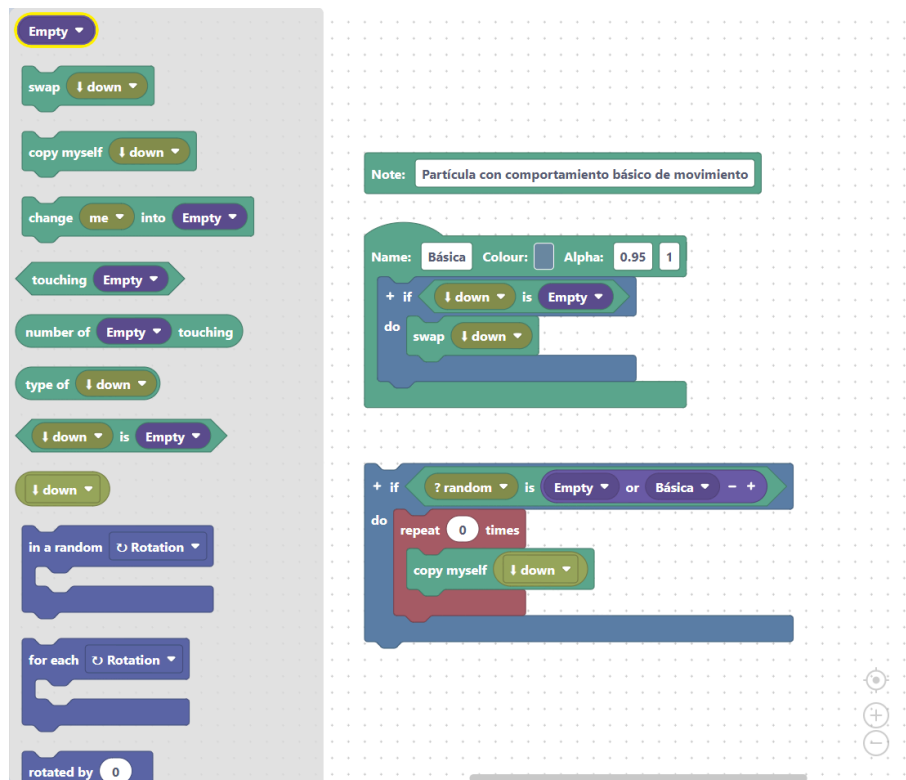 Empty
swap down
copy myself down
change me into Empty
touching Empty
number of Empty touching
type of down
down is Empty
down
in a random Rotation
for each Rotation
rotated by 0
Note: Partícula con comportamiento básico de movimiento
Name: Básica Colour: Alpha: 0.95 1
+ if down is Empty
do
swap down
+ if ? random is Empty or Básica - +
do
repeat 0 times
copy myself down